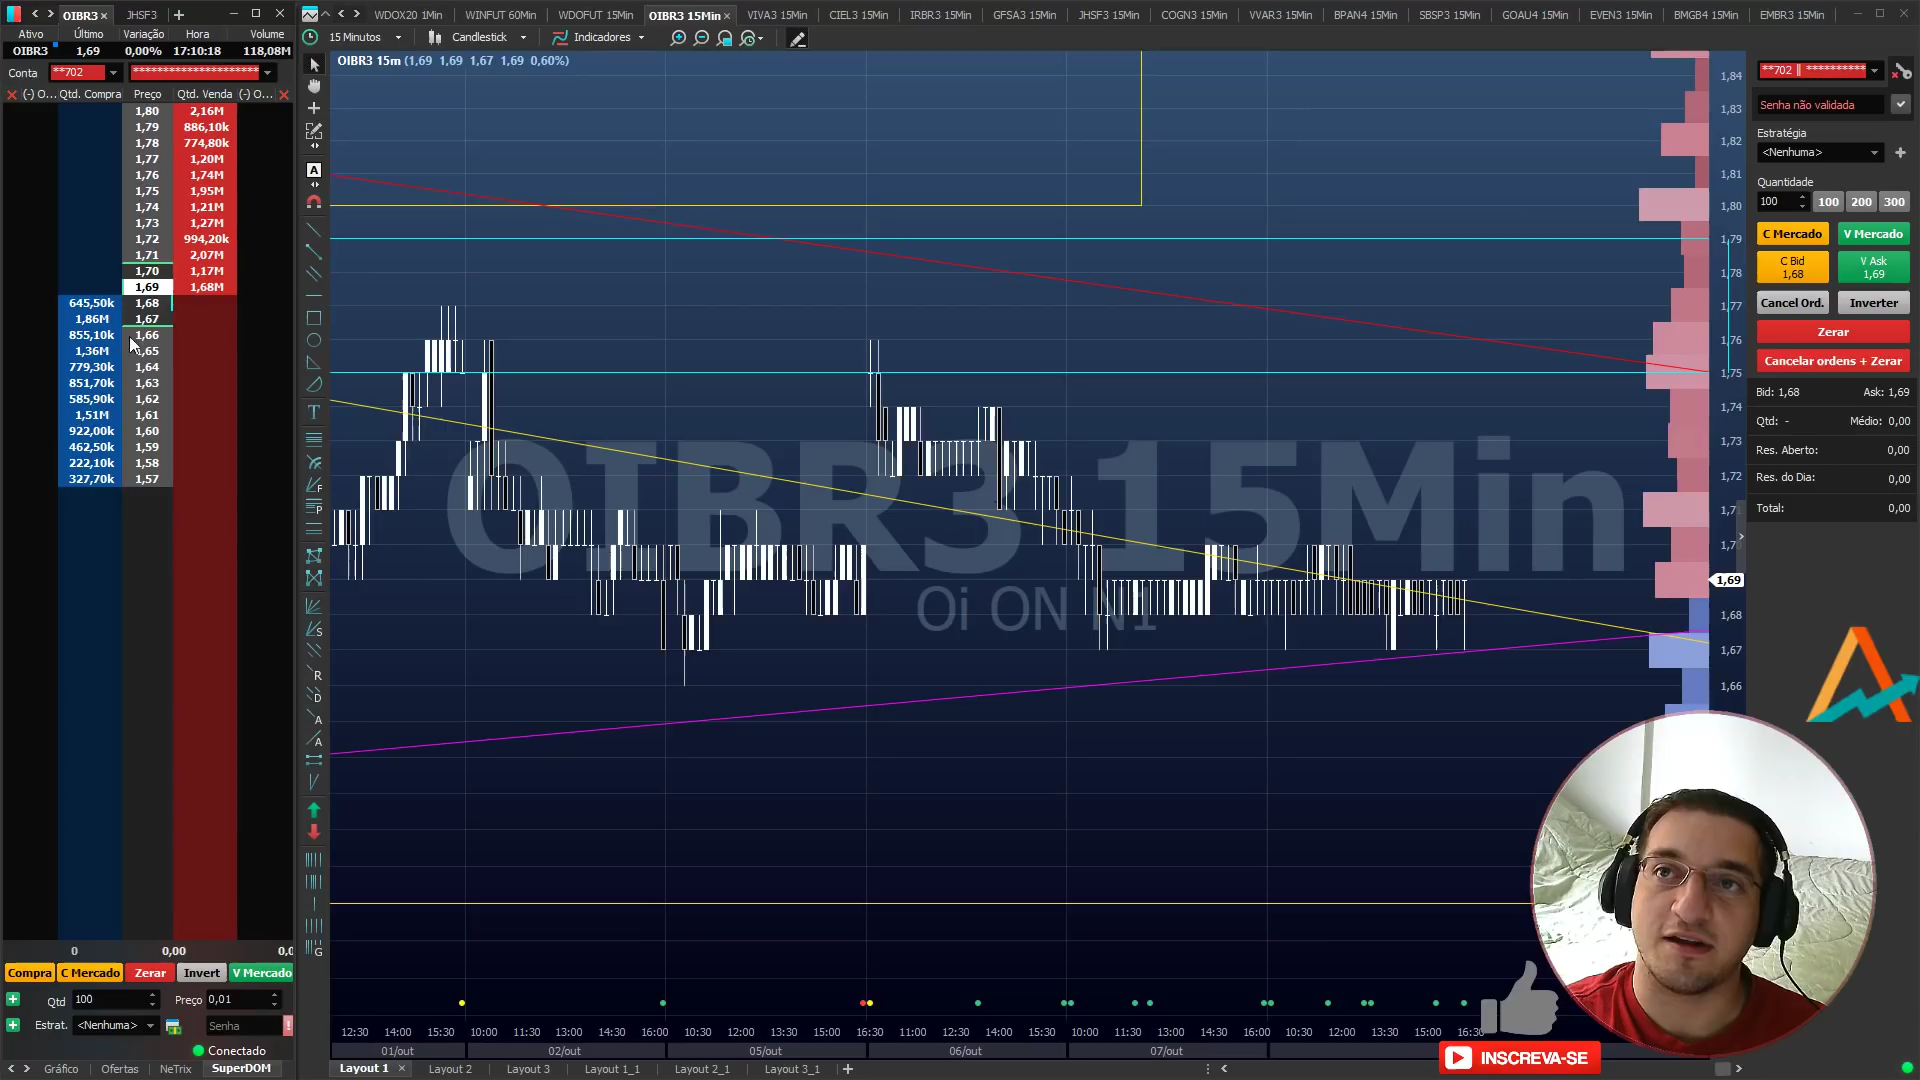 OIBR3 JHSF3
WDOX20 1Min WINFUT 60Min WDOFUT 15Min OIBR3 15Min VIVA3 15Min CIEL3 15Min IRBR3 15Min GFSA3 15Min JHSF3 15Min COGN3 15Min VVAR3 15Min BPAN4 15Min SBSP3 15Min GOAU4 15Min EVEN3 15Min BMGB4 15Min EMBR3 15Min
Ativo Último Variação Hora Volume
15 Minutos Candlestick Indicadores
OIBR3 1,69 0,00% 17:10:18 118,08M
OIBR3 15m (1,69 1,69 1,67 1,69 0,60%)
Conta **702 **********************
(-) O... Qtd. Compra Preço Qtd. Venda (-) O...
1,80 2,16M
1,79 886,10k
1,78 774,80k
1,77 1,20M
1,76 1,74M
1,75 1,95M
1,74 1,21M
1,73 1,27M
1,72 994,20k
1,71 2,07M
1,70 1,17M
1,69 1,68M
645,50k 1,68
1,86M 1,67
855,10k 1,66
1,36M 1,65
779,30k 1,64
851,70k 1,63
585,90k 1,62
1,51M 1,61
922,00k 1,60
462,50k 1,59
222,10k 1,58
327,70k 1,57
0 0,00
Compra C Mercado Zerar Invert V Mercado
Qtd 100 Preço 0,01
Estrat. <Nenhuma> Senha
Conectado
Gráfico Ofertas NeTrix SuperDOM
A
T
F
P
S
R
D
A
A
G
OIBR3 15Min
Oi ON N1
1,84
1,83
1,82
1,81
1,80
1,79
1,78
1,77
1,76
1,75
1,74
1,73
1,72
1,71
1,70
1,69
1,68
1,67
1,66
12:30 14:00 15:30 10:00 11:30 13:00 14:30 16:00 10:30 12:00 13:30 15:00 16:30 11:00 12:30 14:00 15:30 10:00 11:30 13:00 14:30 16:00 10:30 12:00 13:30 15:00 16:30
01/out 02/out 05/out 06/out 07/out
Layout 1 Layout 2 Layout 3 Layout 1_1 Layout 2_1 Layout 3_1
**702 || **********
Senha não validada
Estratégia
<Nenhuma>
Quantidade
100 100 200 300
C Mercado V Mercado
C Bid V Ask
1,68 1,69
Cancel Ord. Inverter
Zerar
Cancelar ordens + Zerar
Bid: 1,68 Ask: 1,69
Qtd: - Médio: 0,00
Res. Aberto: 0,00
Res. do Dia: 0,00
Total: 0,00
INSCREVA-SE